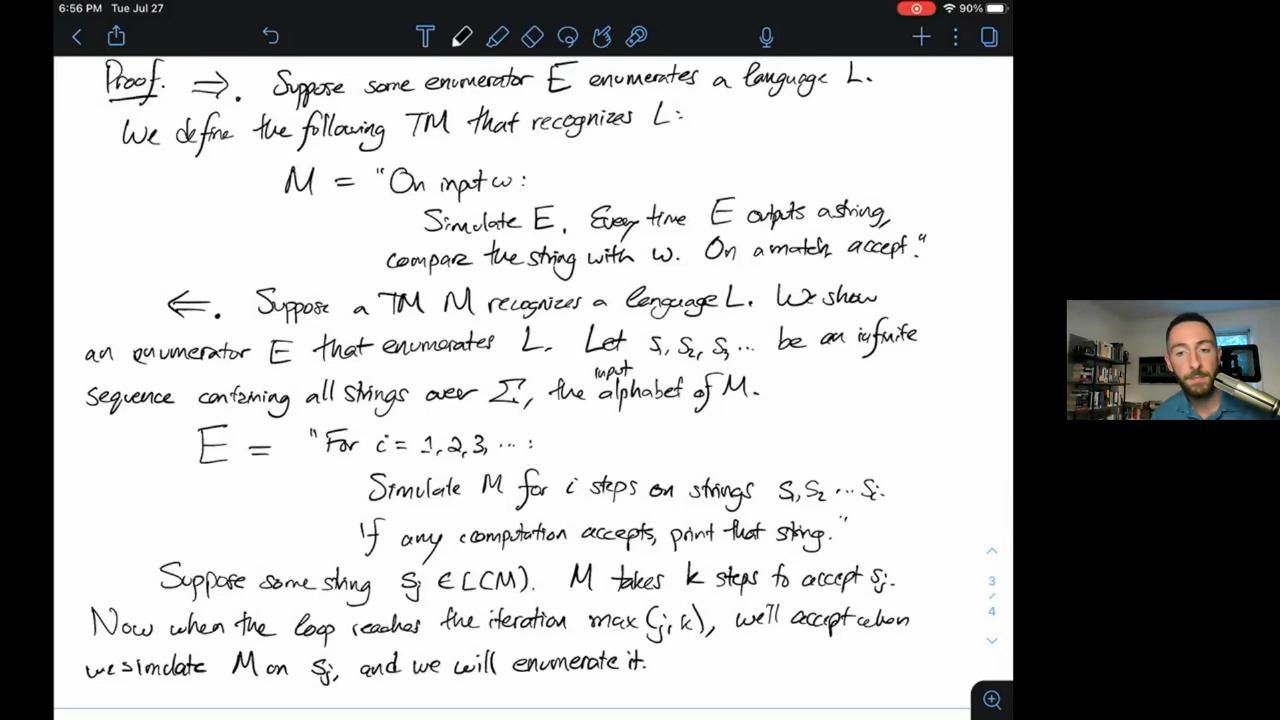 6:56 PM Tue Jul 27
90%
Proof. ⇒. Suppose some enumerator E enumerates a language L.
We define the following TM that recognizes L:
M = "On input w:
Simulate E. Every time E outputs a string,
compare the string with w. On a match accept."
⇐. Suppose a TM M recognizes a language L. We show
an enumerator E that enumerates L. Let s₁, s₂, s₃ ... be an infinite
sequence containing all strings over Σ, the input alphabet of M.
E = "For i = 1, 2, 3, ... :
Simulate M for i steps on strings s₁, s₂ ... sᵢ.
If any computation accepts, print that string."
Suppose some string sⱼ ∈ L(M). M takes k steps to accept sⱼ.
Now when the loop reaches the iteration max(j, k), we'll accept when
we simulate M on sⱼ, and we will enumerate it.
3
/
4